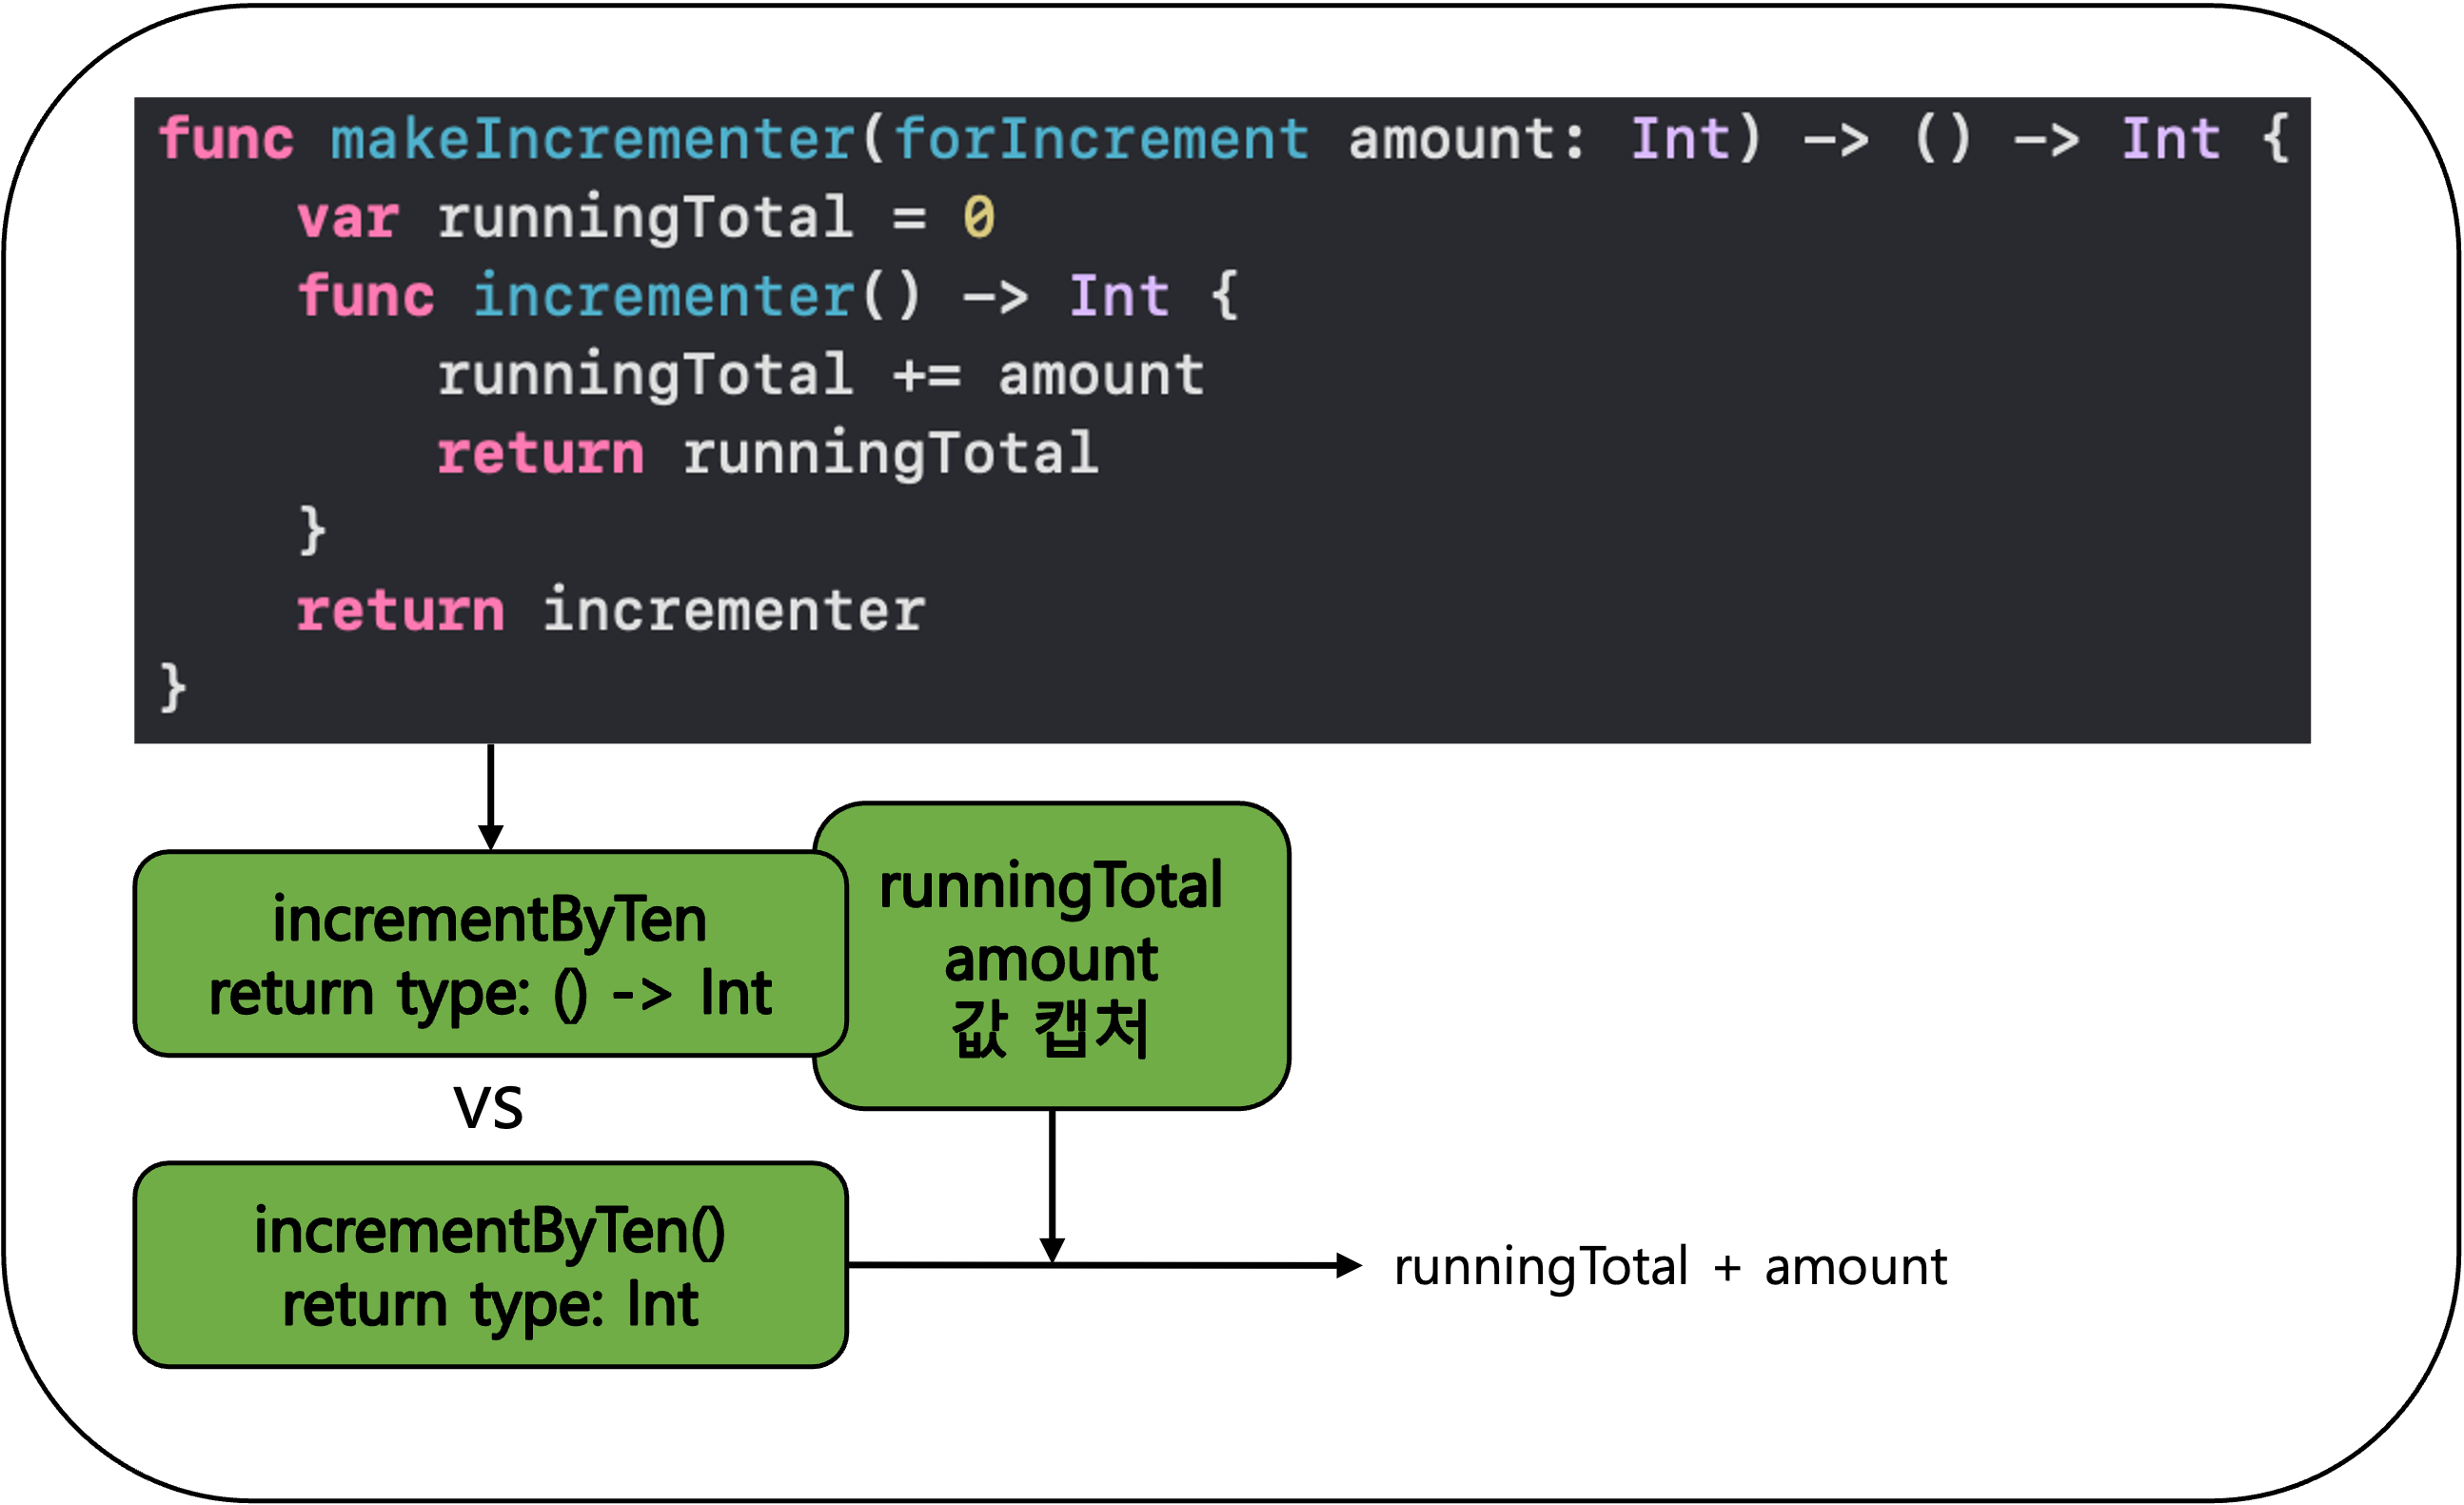 func makeIncrementer(forIncrement amount: Int) -> () -> Int {
    var runningTotal = 0
    func incrementer() -> Int {
        runningTotal += amount
        return runningTotal
    }
    return incrementer
}
incrementByTen
return type: () -> Int
runningTotal
amount
값 캡처
VS
incrementByTen()
return type: Int
runningTotal + amount